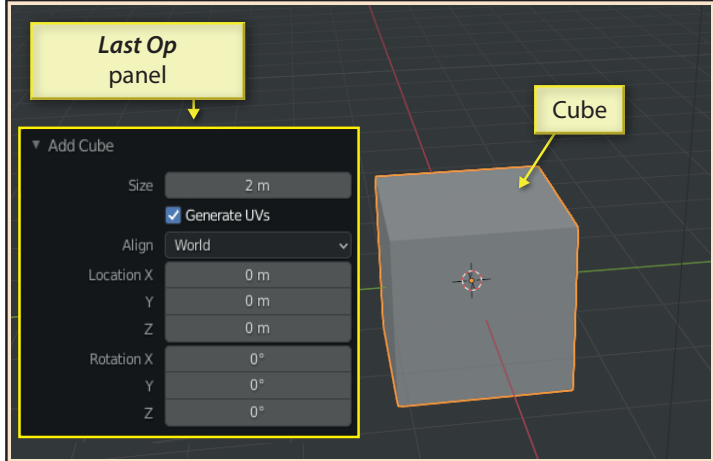 Last Op
panel
Cube
Add Cube
Size 2 m
Generate UVs
Align World
Location X 0 m
Y 0 m
Z 0 m
Rotation X 0°
Y 0°
Z 0°